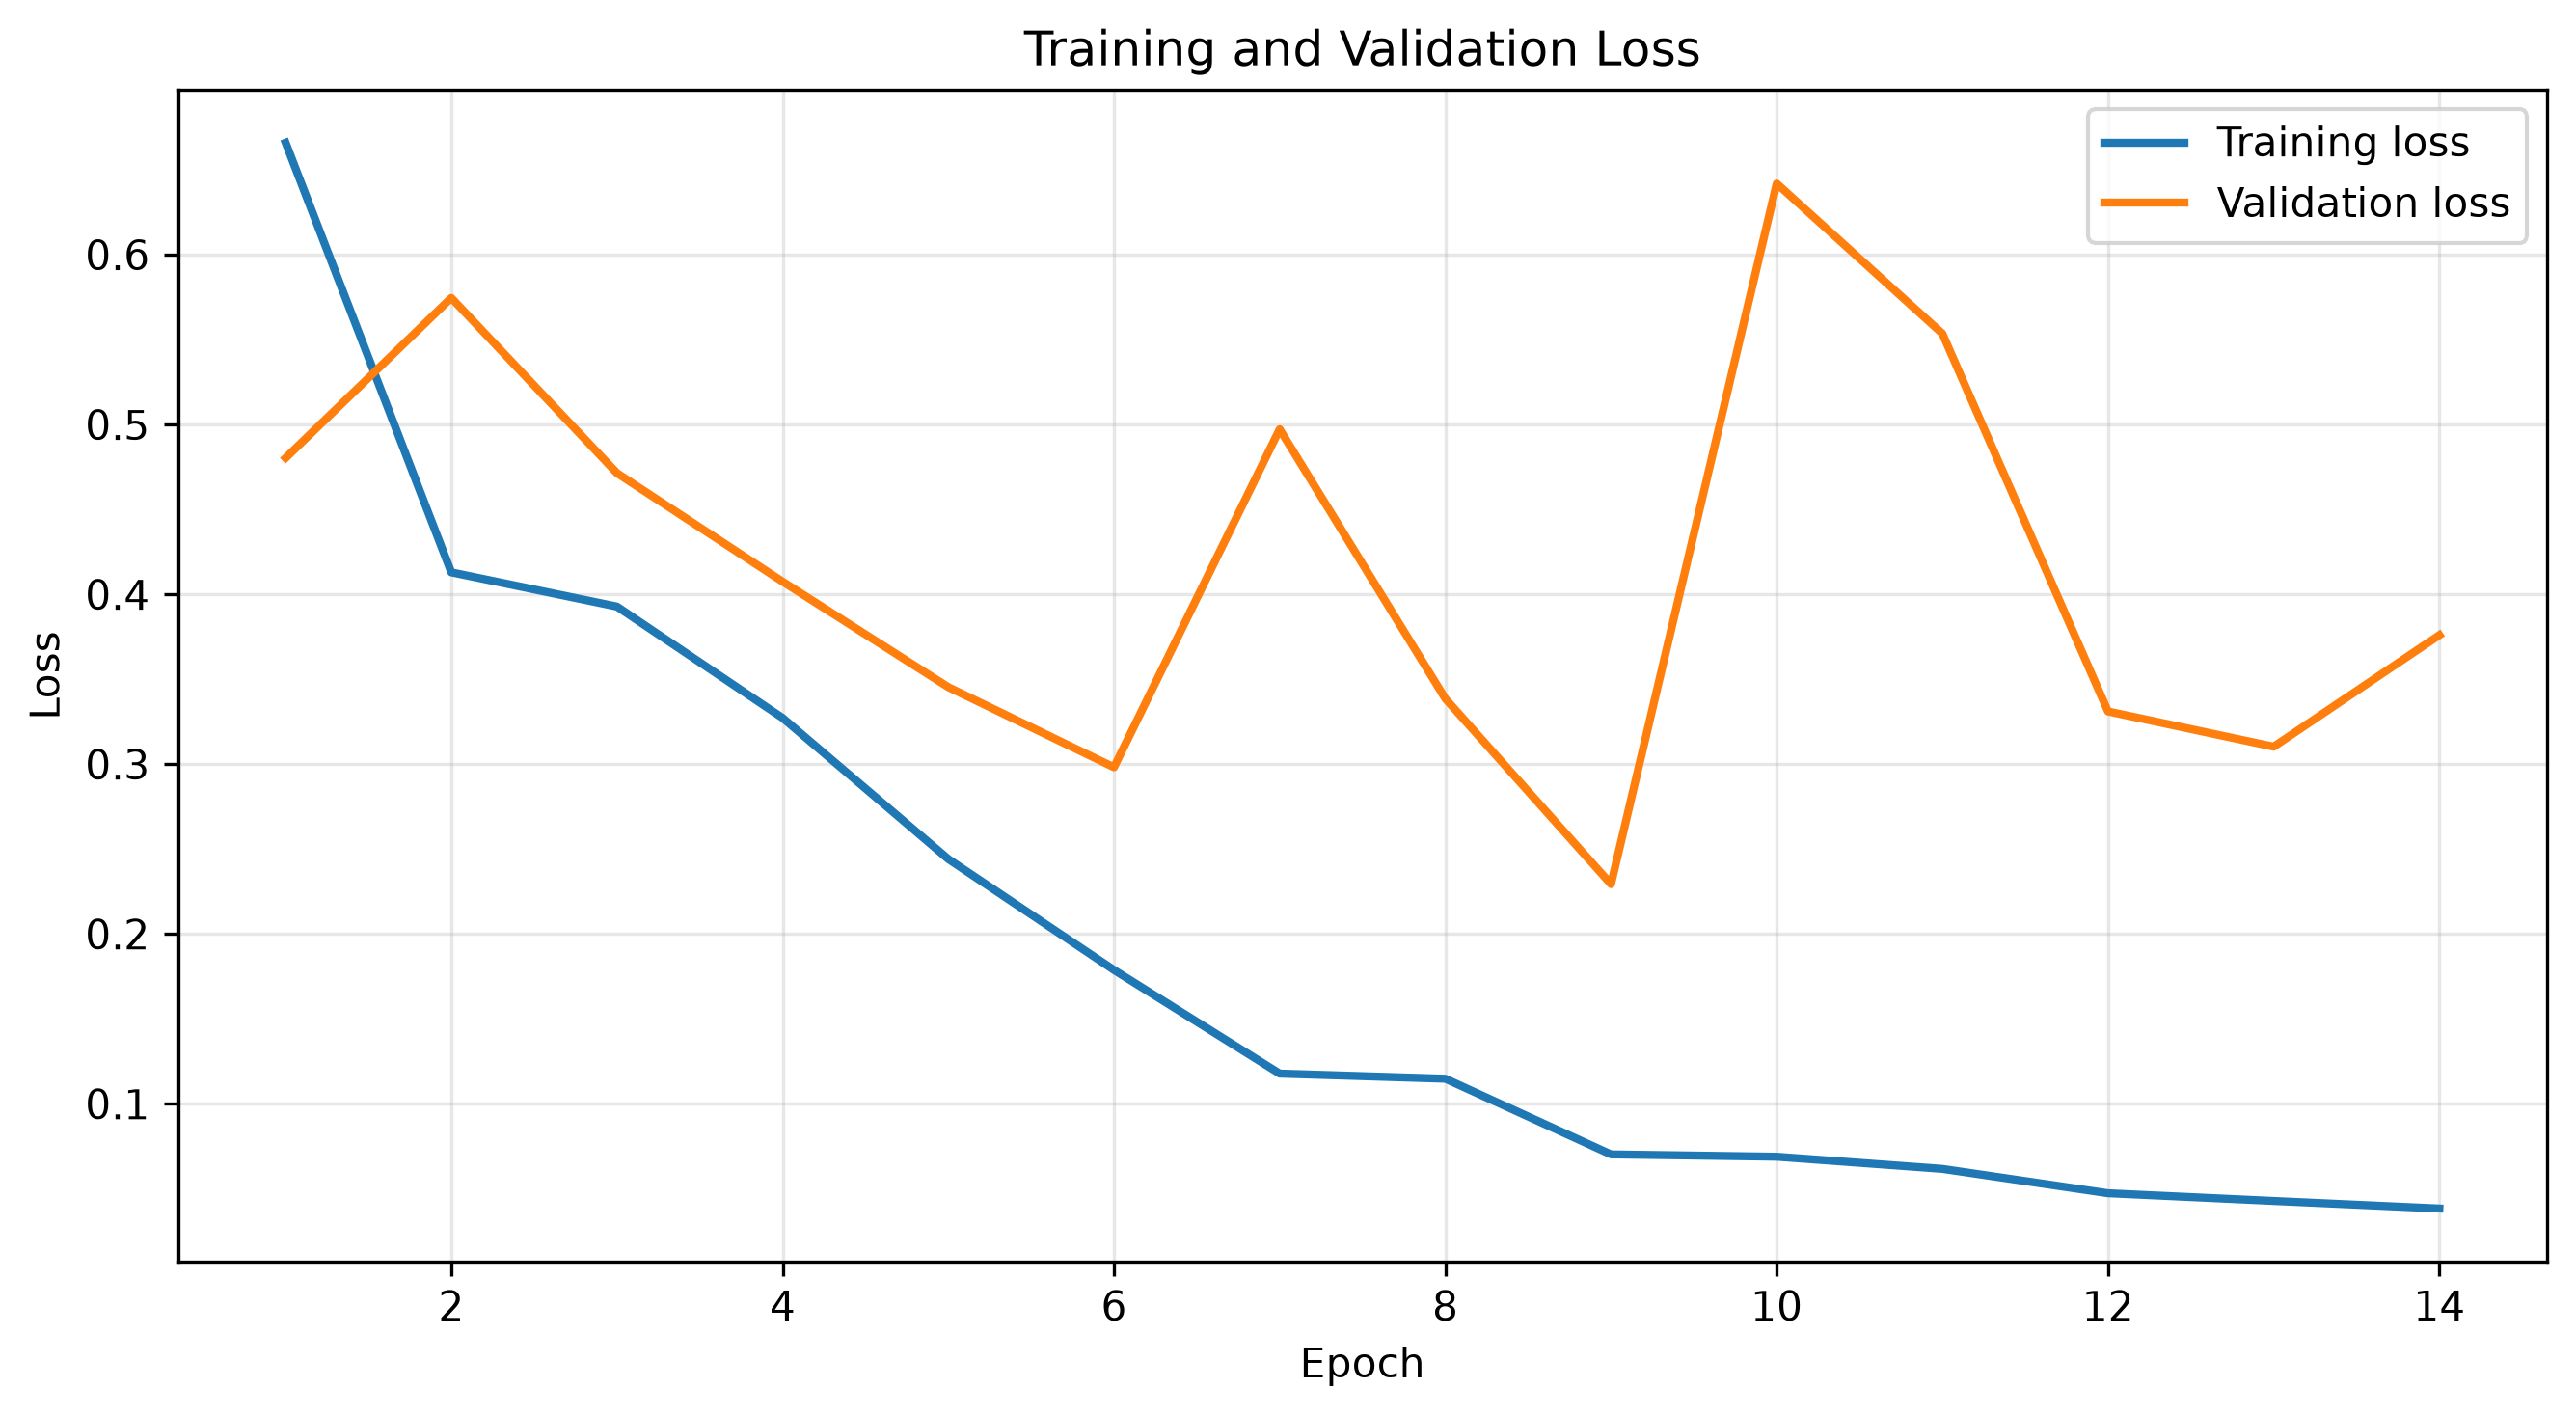 Training and Validation Loss
Training loss
Validation loss
0.6
0.5
0.4
0.3
0.2
0.1
Loss
2 4 6 8 10 12 14
Epoch